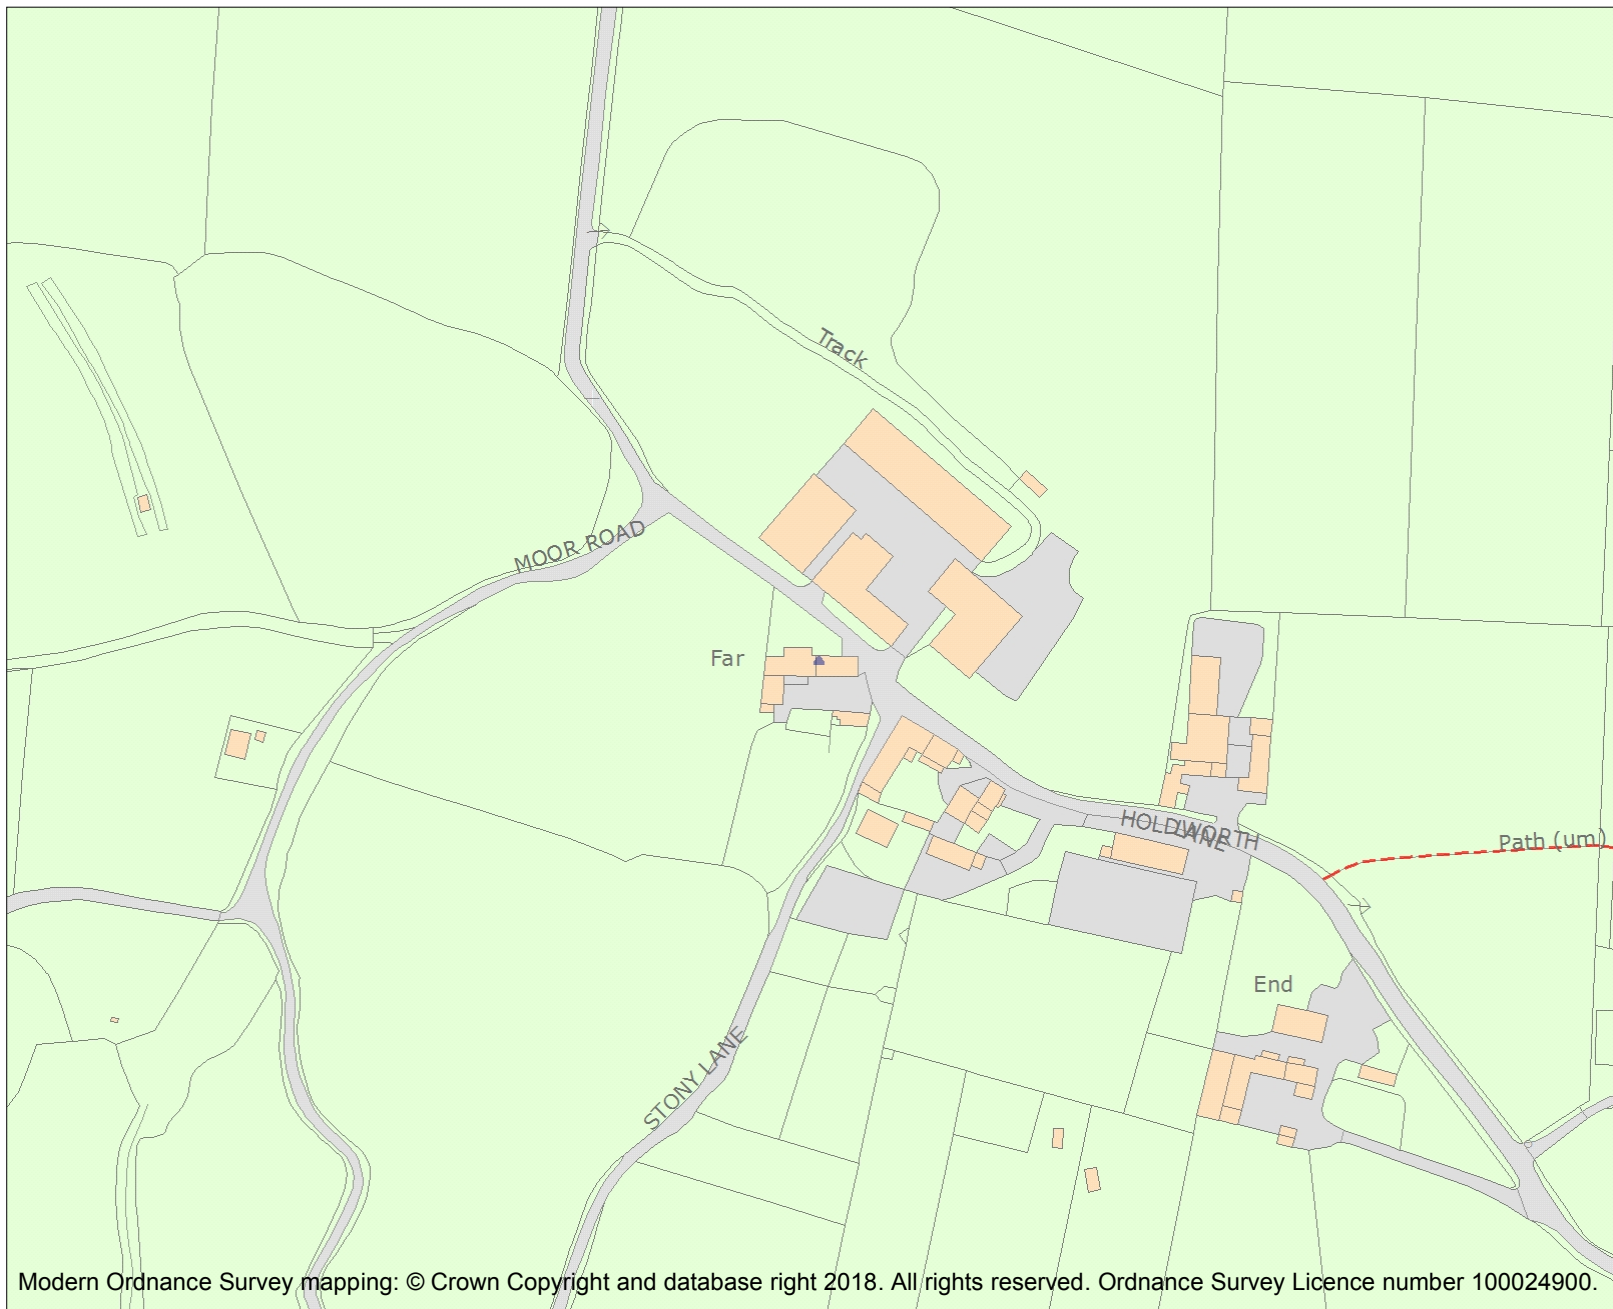 Track
MOOR ROAD
Far
HOLDWORTH
LANE
Path (um)
End
STONY LANE
Modern Ordnance Survey mapping: © Crown Copyright and database right 2018. All rights reserved. Ordnance Survey Licence number 100024900.